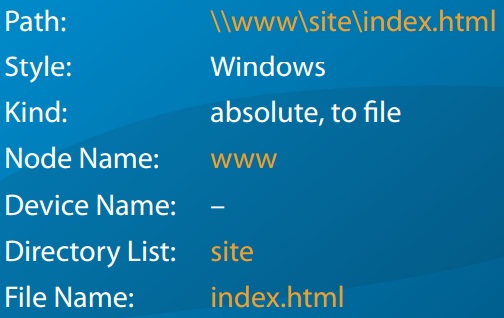 Path: \\www\site\index.html
Style: Windows
Kind: absolute, to file
Node Name: www
Device Name: –
Directory List: site
File Name: index.html